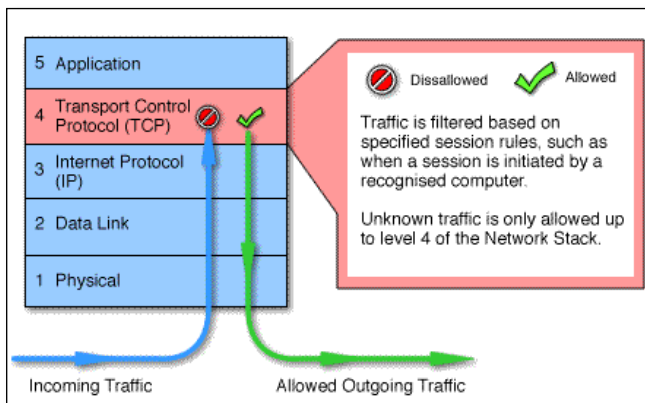 5 Application
4 Transport Control
Protocol (TCP)
3 Internet Protocol
(IP)
2 Data Link
1 Physical
Incoming Traffic
Allowed Outgoing Traffic
Dissallowed
Allowed
Traffic is filtered based on
specified session rules, such as
when a session is initiated by a
recognised computer.
Unknown traffic is only allowed up
to level 4 of the Network Stack.